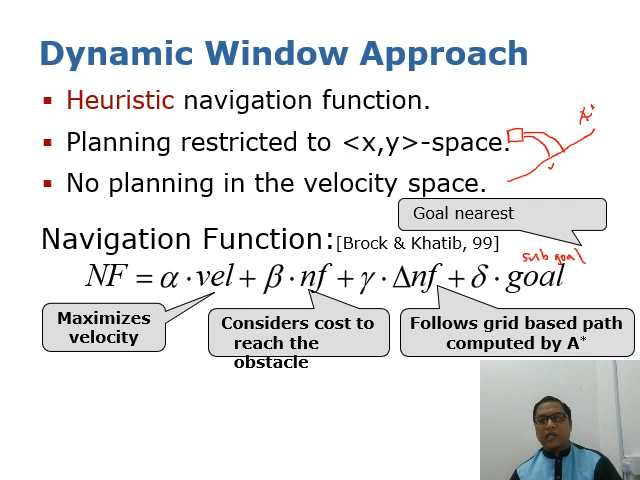 Dynamic Window Approach
Heuristic navigation function.
Planning restricted to <x,y>-space.
A*
No planning in the velocity space.
Goal nearest
Navigation Function:[Brock & Khatib, 99]
sub goal
NF = α · vel + β · nf + γ · Δnf + δ · goal
Maximizes
velocity
Considers cost to
reach the
obstacle
Follows grid based path
computed by A*